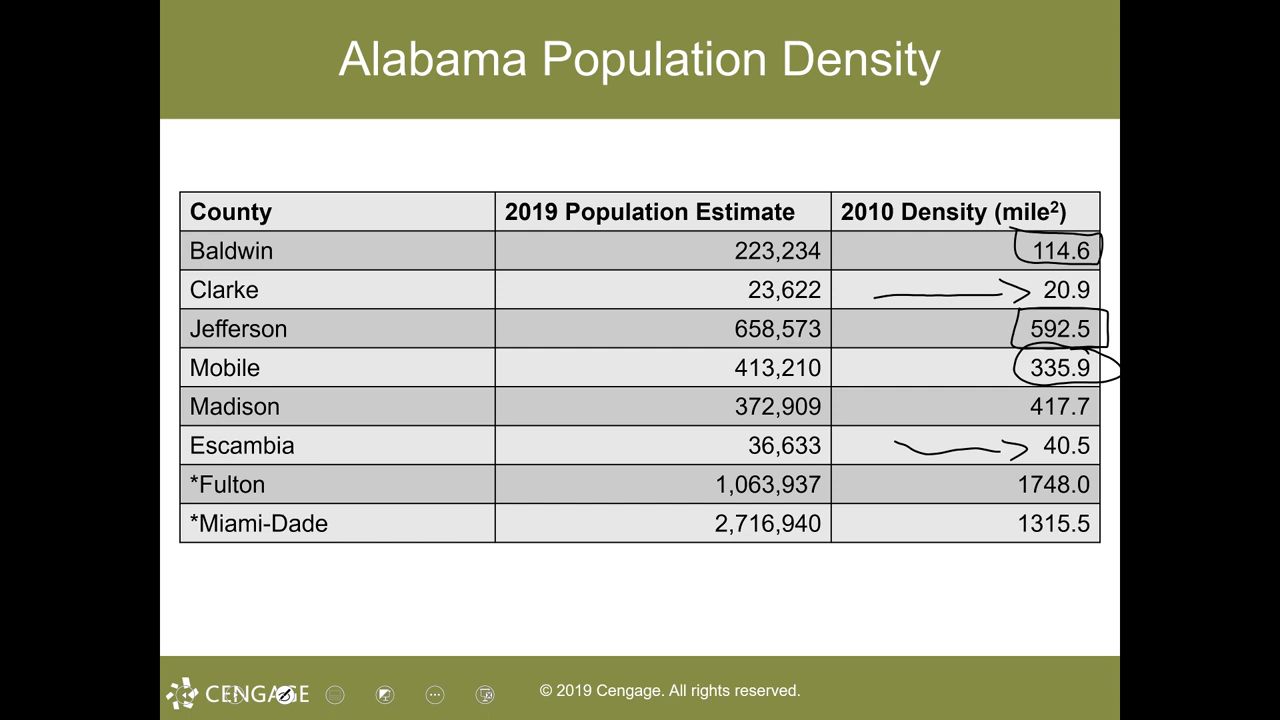 Alabama Population Density
County 2019 Population Estimate 2010 Density (mile²)
Baldwin 223,234 114.6
Clarke 23,622 20.9
Jefferson 658,573 592.5
Mobile 413,210 335.9
Madison 372,909 417.7
Escambia 36,633 40.5
*Fulton 1,063,937 1748.0
*Miami-Dade 2,716,940 1315.5
CENGAGE © 2019 Cengage. All rights reserved.